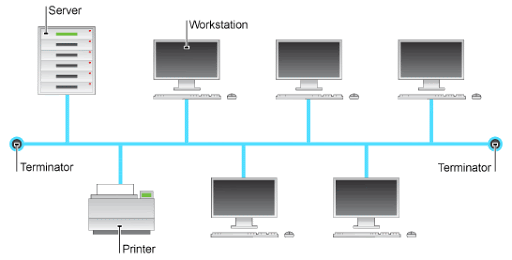 Server
Workstation
Terminator
Terminator
Printer